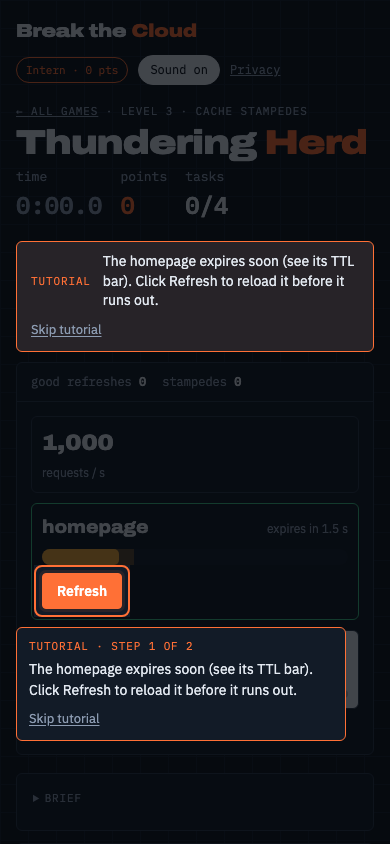 Break the Cloud
Intern · 0 pts
Sound on
Privacy
← ALL GAMES · LEVEL 3 · CACHE STAMPEDES
Thundering Herd
time points tasks
0:00.0 0 0/4
TUTORIAL
The homepage expires soon (see its TTL
bar). Click Refresh to reload it before it
runs out.
Skip tutorial
good refreshes 0 stampedes 0
1,000
requests / s
homepage
expires in 1.5 s
Refresh
TUTORIAL · STEP 1 OF 2
The homepage expires soon (see its TTL bar).
Click Refresh to reload it before it runs out.
Skip tutorial
▶ BRIEF